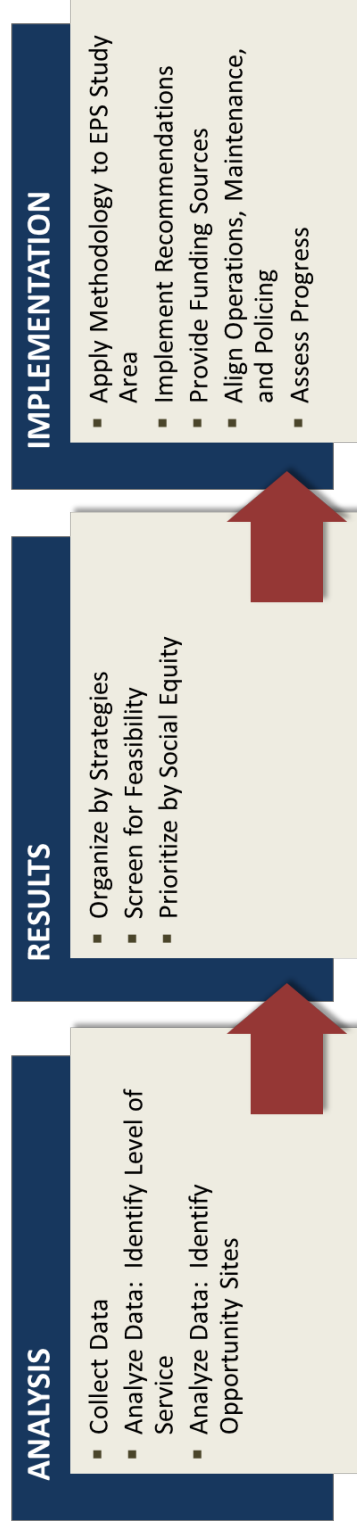 ANALYSIS
▪ Collect Data
▪ Analyze Data: Identify Level of
Service
▪ Analyze Data: Identify
Opportunity Sites
RESULTS
▪ Organize by Strategies
▪ Screen for Feasibility
▪ Prioritize by Social Equity
IMPLEMENTATION
▪ Apply Methodology to EPS Study
Area
▪ Implement Recommendations
▪ Provide Funding Sources
▪ Align Operations, Maintenance,
and Policing
▪ Assess Progress